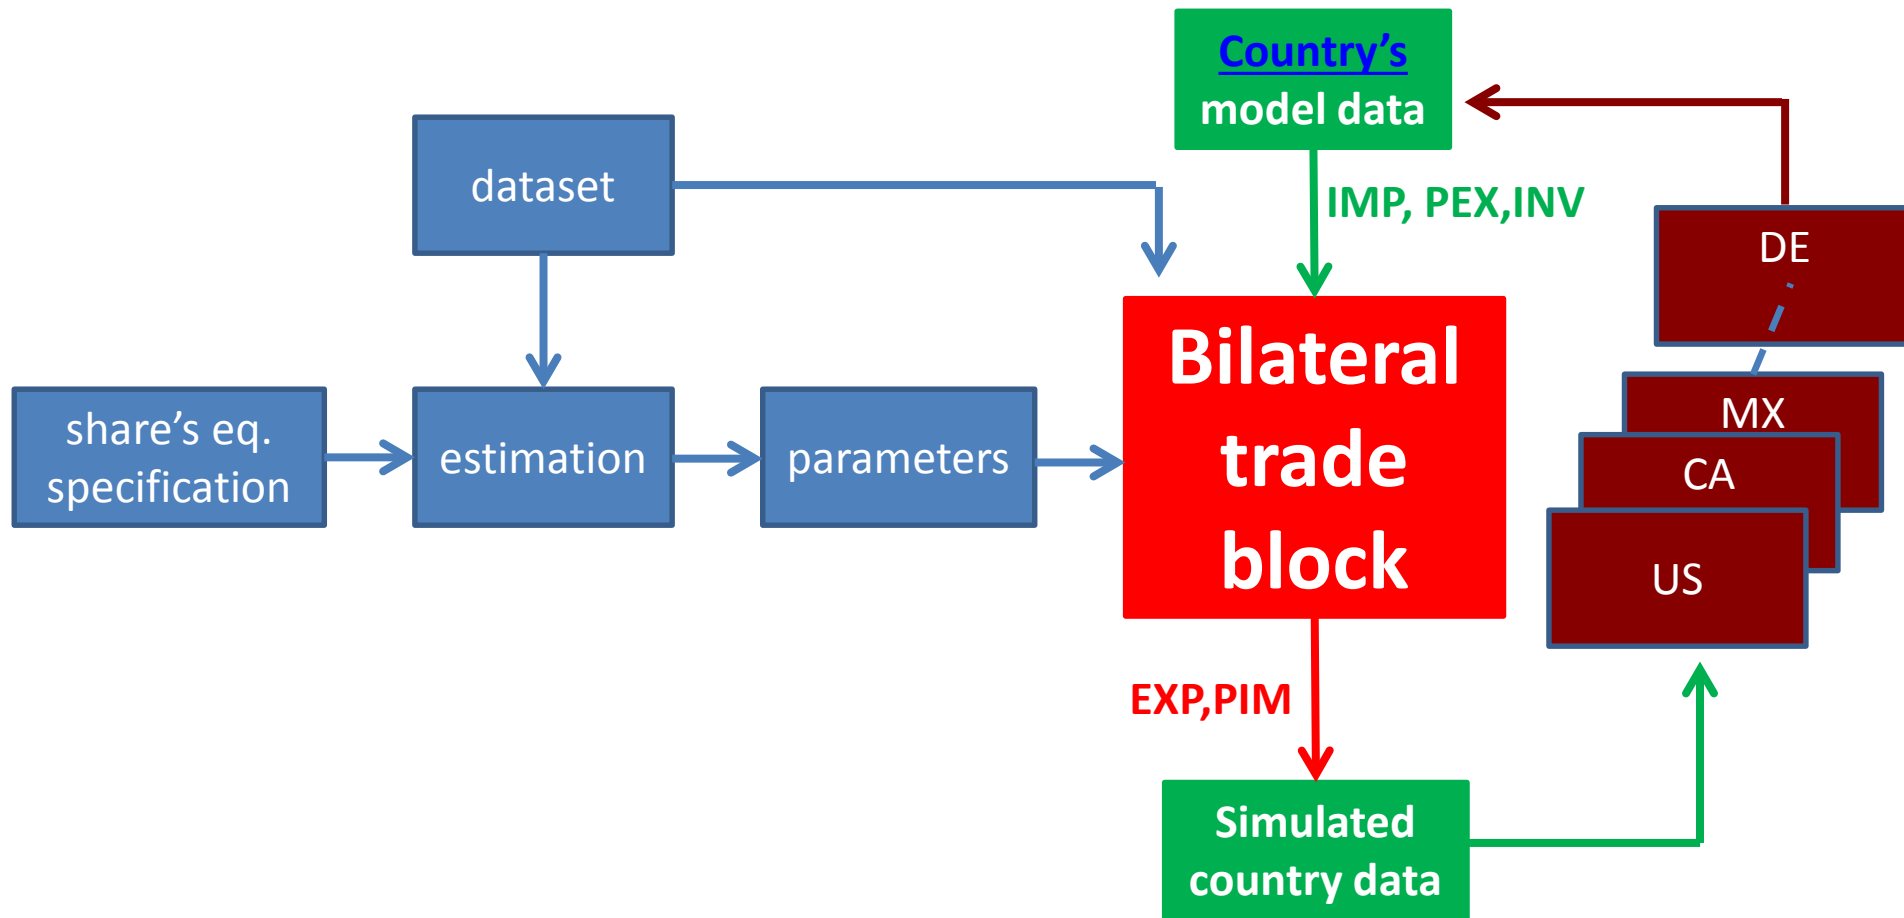 Country's
model data
dataset
IMP, PEX,INV
DE
Bilateral
trade
block
share's eq.
specification
estimation
parameters
MX
CA
US
EXP,PIM
Simulated
country data